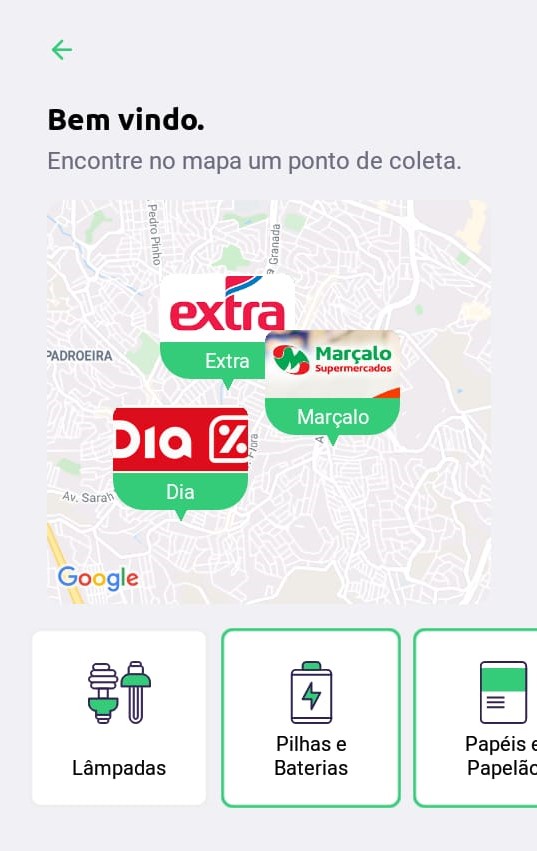 Bem vindo.
Encontre no mapa um ponto de coleta.
Pedro Pinho
Granada
extra
Extra
PADROEIRA
Marçalo
Supermercados
Marçalo
Dia %
Dia
Av. Sarah
Google
Lâmpadas
Pilhas e
Baterias
Papéis e
Papelão